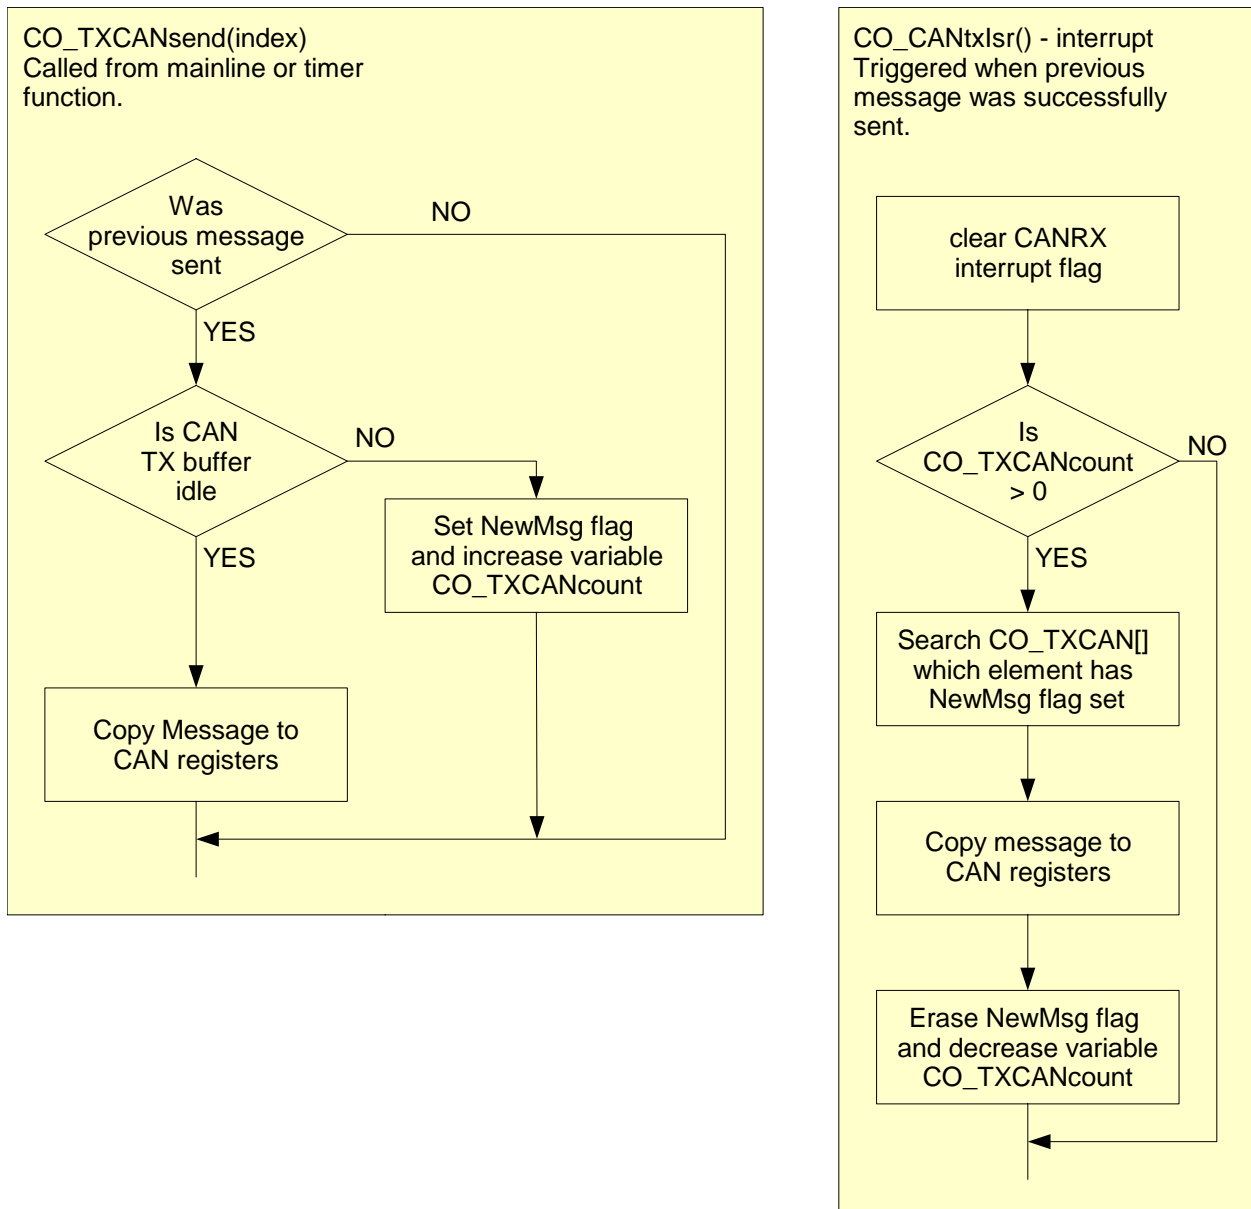 CO_TXCANsend(index)
Called from mainline or timer
function.
Was
previous message
sent
NO
YES
Is CAN
TX buffer
idle
NO
YES
Set NewMsg flag
and increase variable
CO_TXCANcount
Copy Message to
CAN registers
CO_CANtxIsr() - interrupt
Triggered when previous
message was successfully
sent.
clear CANRX
interrupt flag
Is
CO_TXCANcount
> 0
NO
YES
Search CO_TXCAN[]
which element has
NewMsg flag set
Copy message to
CAN registers
Erase NewMsg flag
and decrease variable
CO_TXCANcount